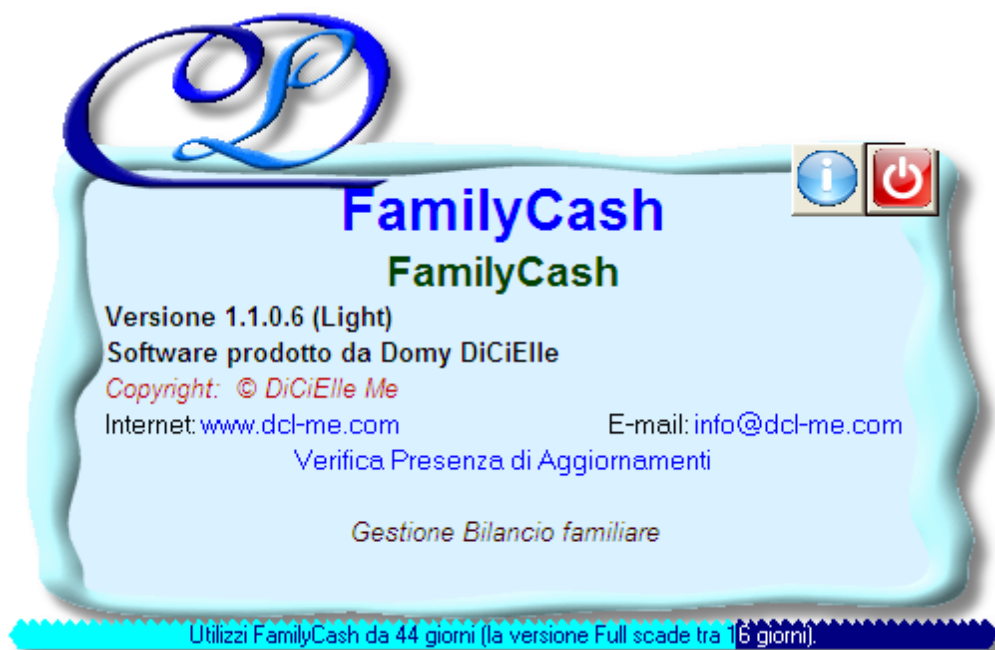 FamilyCash
FamilyCash
Versione 1.1.0.6 (Light)
Software prodotto da Domy DiCiElle
Copyright: © DiCiElle Me
Internet: www.dcl-me.com E-mail: info@dcl-me.com
Verifica Presenza di Aggiornamenti
Gestione Bilancio familiare
Utilizzi FamilyCash da 44 giorni (la versione Full scade tra 16 giorni).